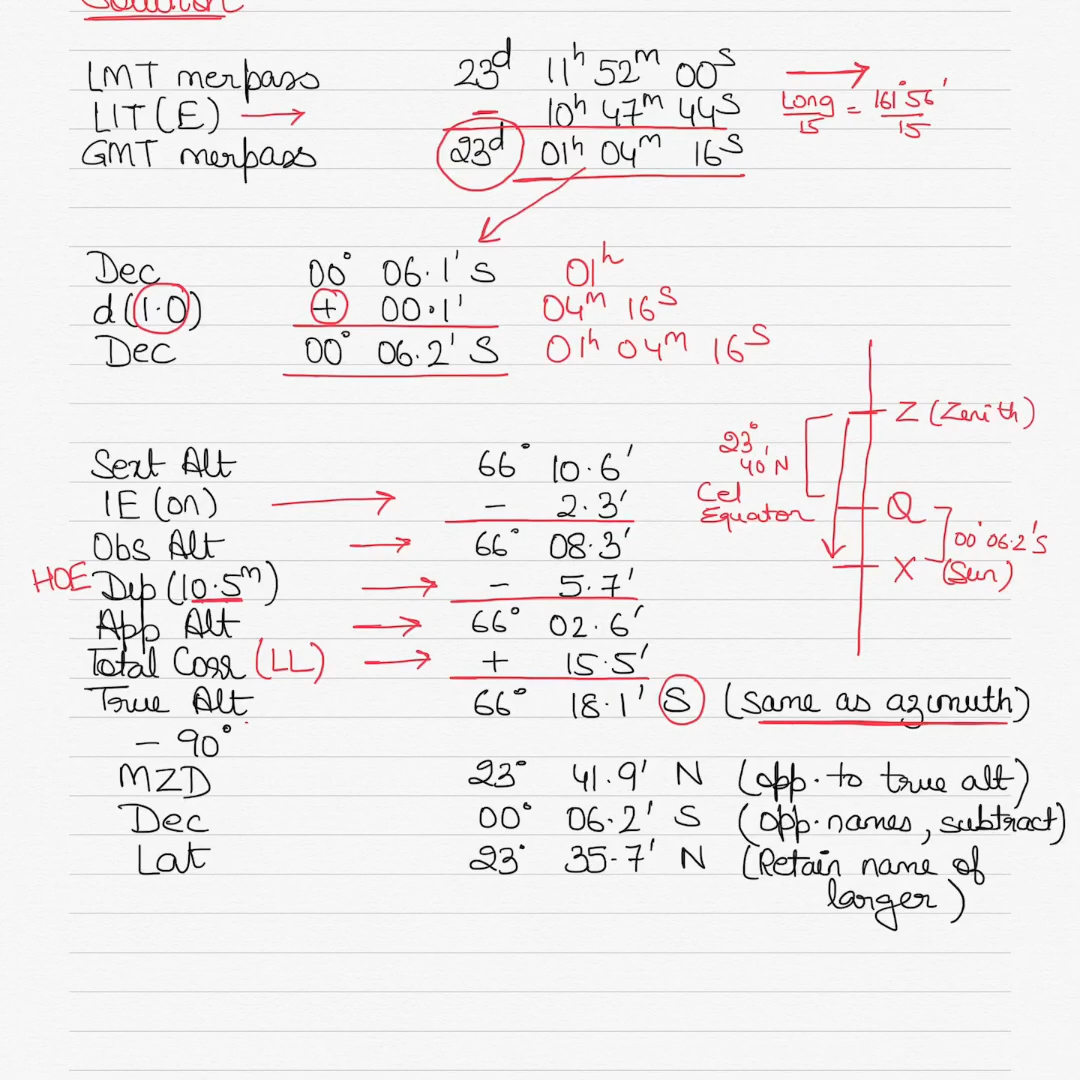 Solution
LMT merpass 23d 11h 52m 00s
LIT(E) → − 10h 47m 44s
Long/15 = 161°56'/15
GMT merpass 23d 01h 04m 16s
Dec 00° 06.1' S 01h
d(1.0) + 00.1' 04m 16s
Dec 00° 06.2' S 01h 04m 16s
Z (Zenith)
23° 40' N
Cel Equator
Q
00° 06.2' S
X (Sun)
Sext Alt 66° 10.6'
IE (on) → − 2.3'
Obs Alt → 66° 08.3'
HOE Dip (10.5m) → − 5.7'
App Alt → 66° 02.6'
Total Corr (LL) → + 15.5'
True Alt 66° 18.1' S (same as azimuth)
− 90°
MZD 23° 41.9' N (opp. to true alt)
Dec 00° 06.2' S (opp. names, subtract)
Lat 23° 35.7' N (Retain name of
larger)